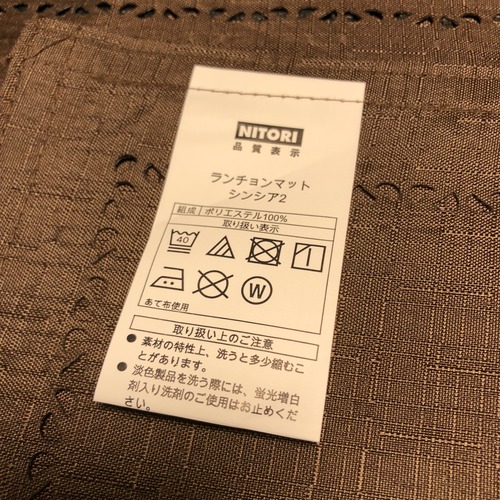 NITORI
品質表示
ランチョンマット
シンシア2
組成 ポリエステル100%
取り扱い表示
40
W
あて布使用
取り扱い上のご注意
● 素材の特性上、洗うと多少縮むこ
とがあります。
● 淡色製品を洗う際には、蛍光増白
剤入り洗剤のご使用はお止めくだ
さい。